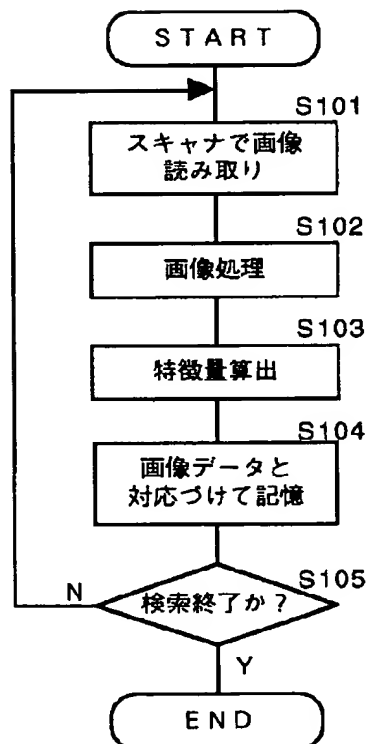 START
S101
スキャナで画像
読み取り
S102
画像処理
S103
特徴量算出
S104
画像データと
対応づけて記憶
S105
検索終了か?
N
Y
END